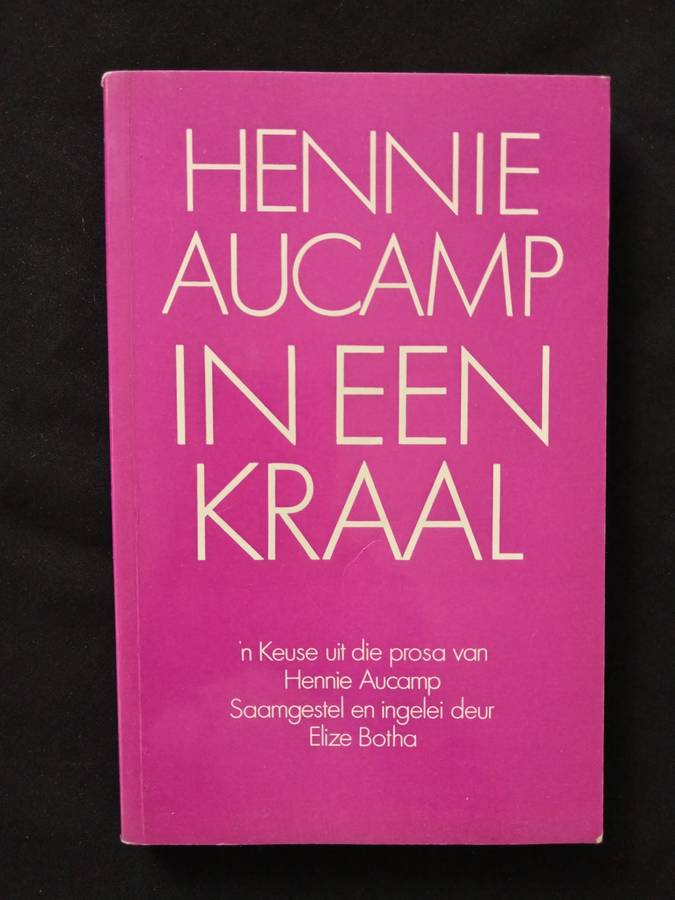 HENNIE
AUCAMP
IN EEN
KRAAL
'n Keuse uit die prosa van
Hennie Aucamp
Saamgestel en ingelei deur
Elize Botha